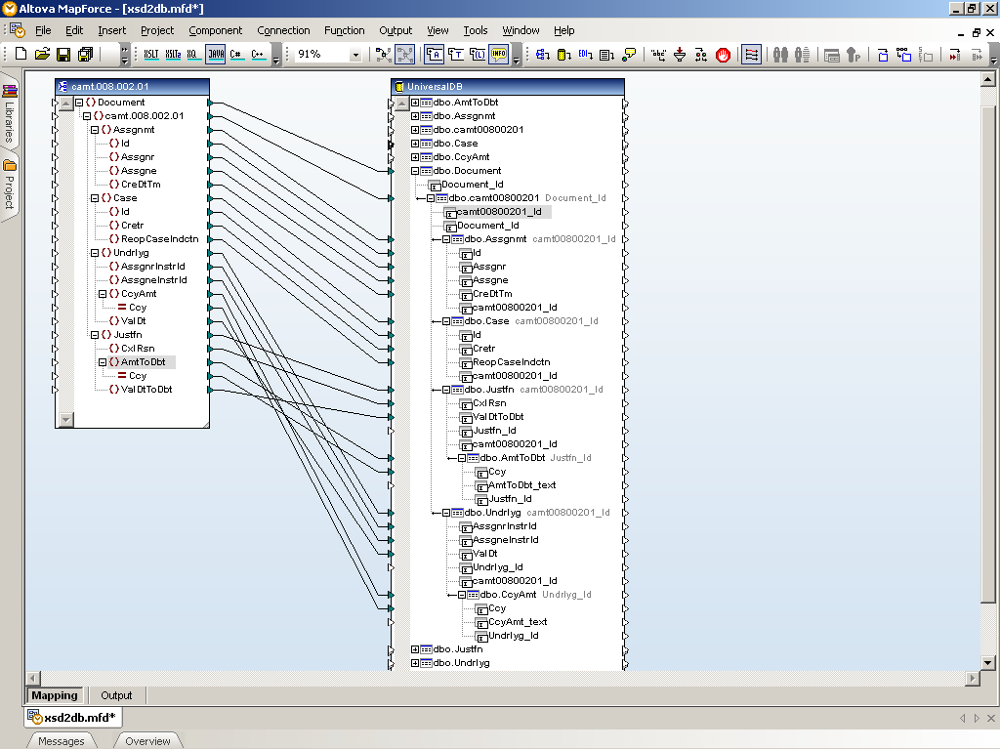 Altova MapForce - [xsd2db.mfd*]
File Edit Insert Project Component Connection Function Output View Tools Window Help
XSLT XSLT2 XQ JAVA C# C++ 91% INFO EDI "abc"
Libraries
Project
camt.008.002.01
Document
camt.008.002.01
Assgnmt
Id
Assgnr
Assgne
CreDtTm
Case
Id
Cretr
ReopCaseIndctn
Undrlyg
AssgnrInstrId
AssgneInstrId
CcyAmt
Ccy
ValDt
Justfn
CxlRsn
AmtToDbt
Ccy
ValDtToDbt
UniversalDB
dbo.AmtToDbt
dbo.Assgnmt
dbo.camt00800201
dbo.Case
dbo.CcyAmt
dbo.Document
Document_Id
dbo.camt00800201 Document_Id
camt00800201_Id
Document_Id
dbo.Assgnmt camt00800201_Id
Id
Assgnr
Assgne
CreDtTm
camt00800201_Id
dbo.Case camt00800201_Id
Id
Cretr
ReopCaseIndctn
camt00800201_Id
dbo.Justfn camt00800201_Id
CxlRsn
ValDtToDbt
Justfn_Id
camt00800201_Id
dbo.AmtToDbt Justfn_Id
Ccy
AmtToDbt_text
Justfn_Id
dbo.Undrlyg camt00800201_Id
AssgnrInstrId
AssgneInstrId
ValDt
Undrlyg_Id
camt00800201_Id
dbo.CcyAmt Undrlyg_Id
Ccy
CcyAmt_text
Undrlyg_Id
dbo.Justfn
dbo.Undrlyg
Mapping Output
xsd2db.mfd*
Messages Overview